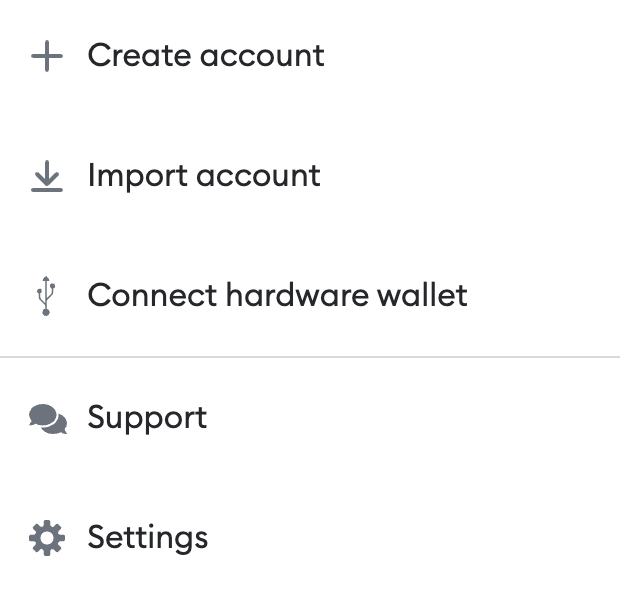 Create account
Import account
Connect hardware wallet
Support
Settings